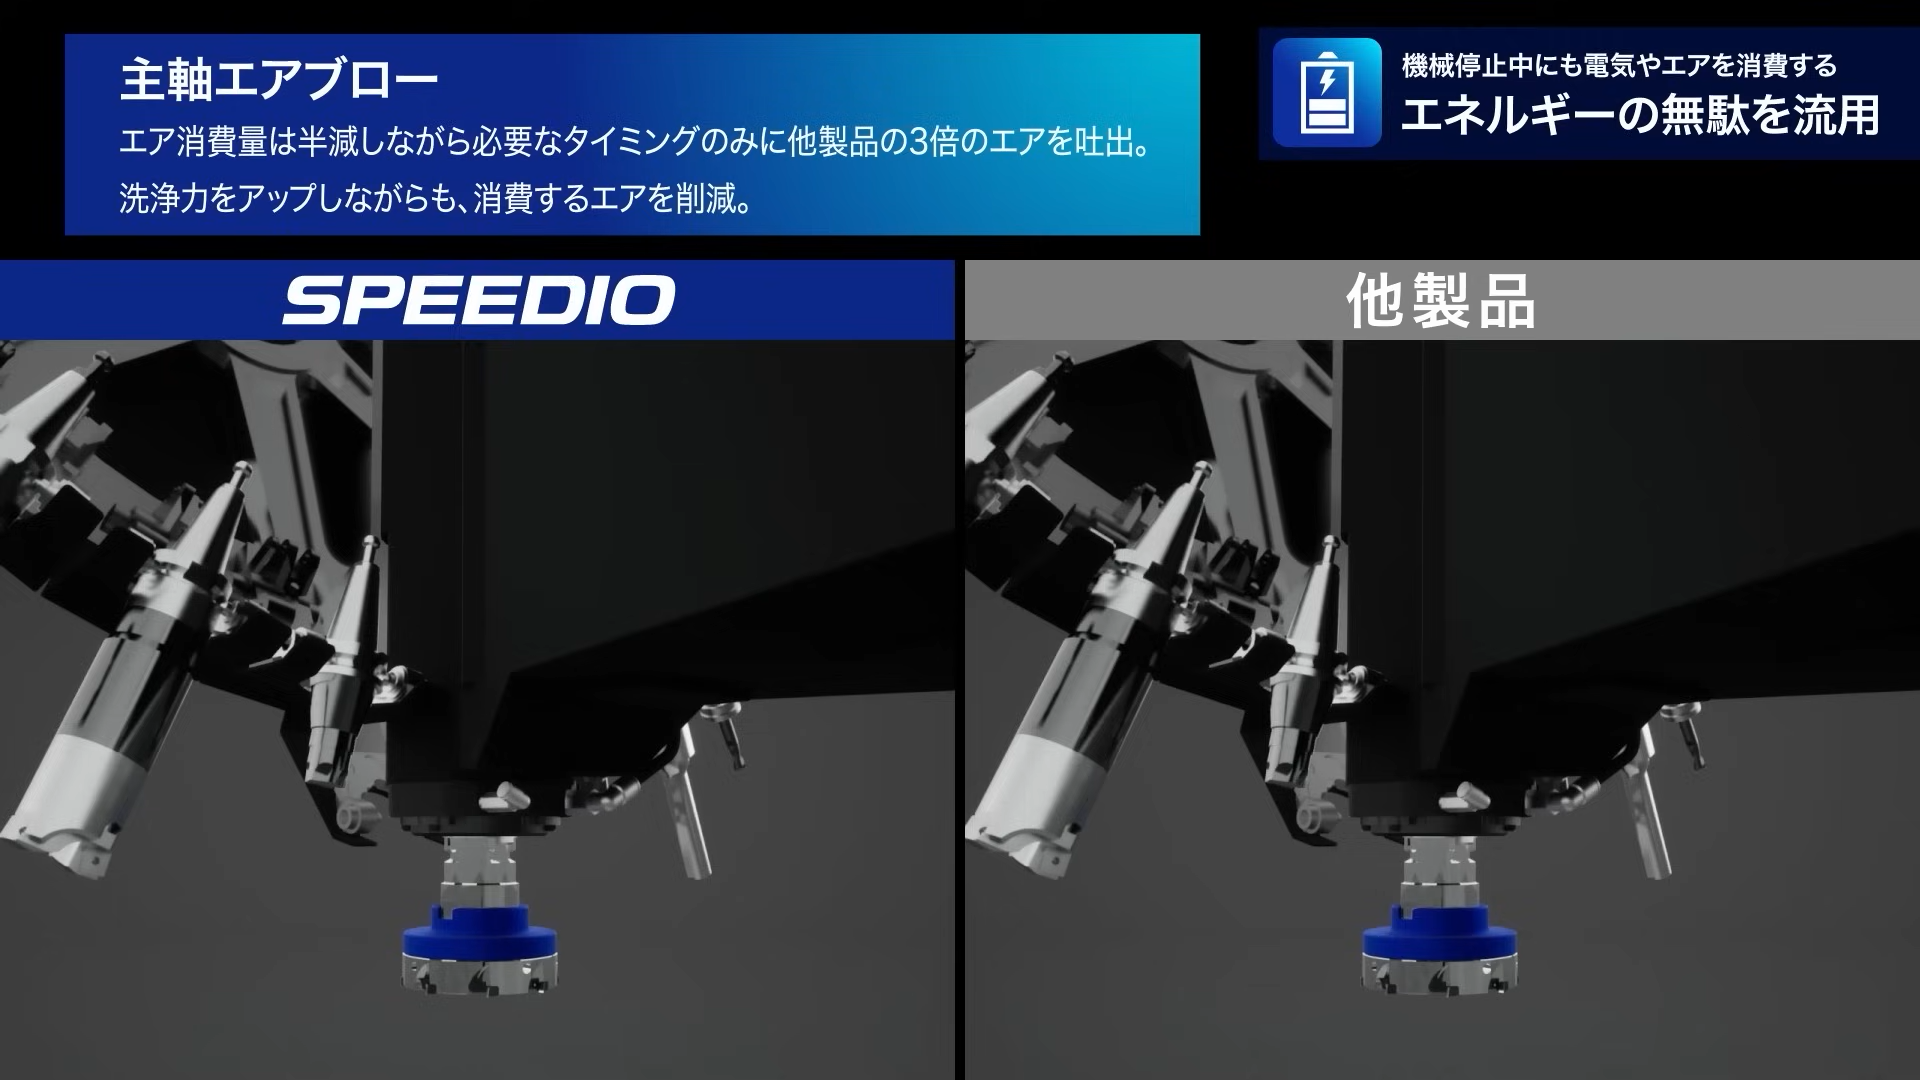 主軸エアブロー
エア消費量は半減しながら必要なタイミングのみに他製品の3倍のエアを吐出。
洗浄力をアップしながらも、消費するエアを削減。
機械停止中にも電気やエアを消費する
エネルギーの無駄を流用
SPEEDIO
他製品